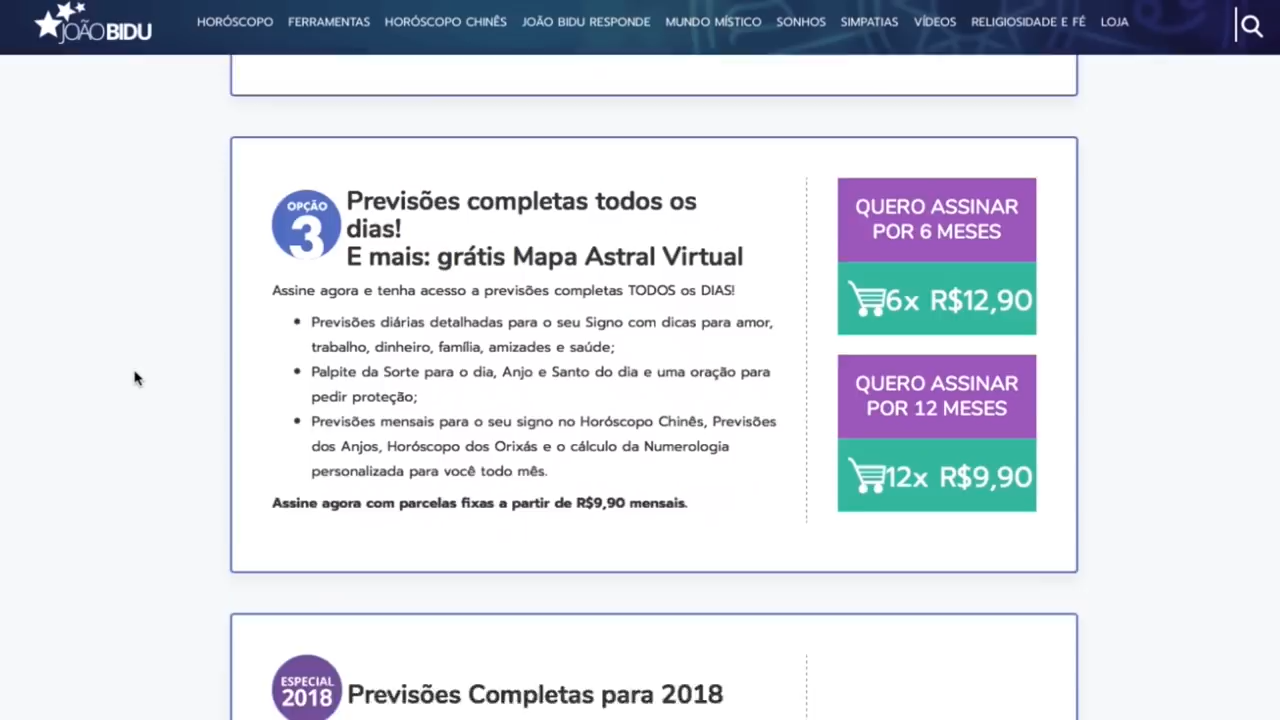 JOÃOBIDU
HORÓSCOPO FERRAMENTAS HORÓSCOPO CHINÊS JOÃO BIDU RESPONDE MUNDO MÍSTICO SONHOS SIMPATIAS VÍDEOS RELIGIOSIDADE E FÉ LOJA
OPÇÃO
3
Previsões completas todos os
dias!
E mais: grátis Mapa Astral Virtual
Assine agora e tenha acesso a previsões completas TODOS os DIAS!
• Previsões diárias detalhadas para o seu Signo com dicas para amor,
trabalho, dinheiro, família, amizades e saúde;
• Palpite da Sorte para o dia, Anjo e Santo do dia e uma oração para
pedir proteção;
• Previsões mensais para o seu signo no Horóscopo Chinês, Previsões
dos Anjos, Horóscopo dos Orixás e o cálculo da Numerologia
personalizada para você todo mês.
Assine agora com parcelas fixas a partir de R$9,90 mensais.
QUERO ASSINAR
POR 6 MESES
6x R$12,90
QUERO ASSINAR
POR 12 MESES
12x R$9,90
ESPECIAL
2018
Previsões Completas para 2018